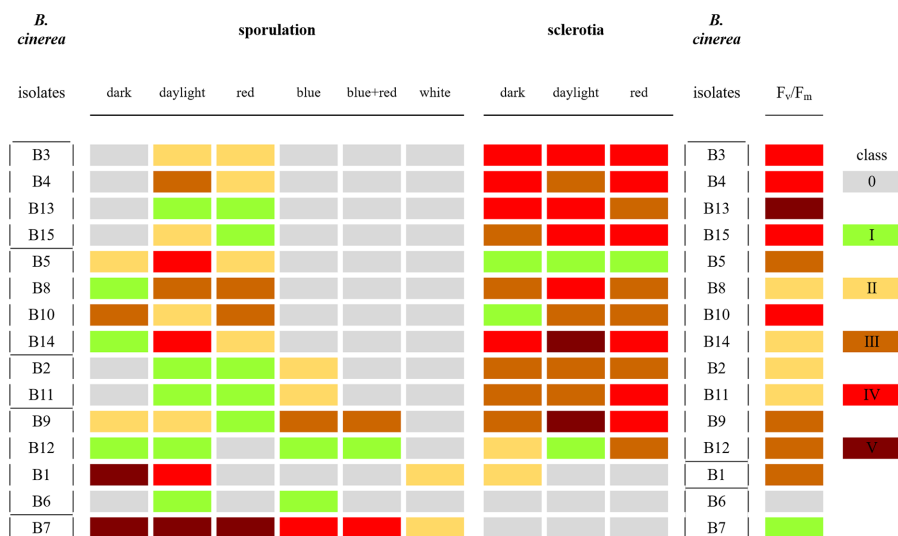 B. cinerea sporulation sclerotia B. cinerea
isolates dark daylight red blue blue+red white dark daylight red isolates Fv/Fm
B3 B3 class
B4 B4 0
B13 B13
B15 B15 I
B5 B5
B8 B8 II
B10 B10
B14 B14 III
B2 B2
B11 B11 IV
B9 B9
B12 B12 V
B1 B1
B6 B6
B7 B7